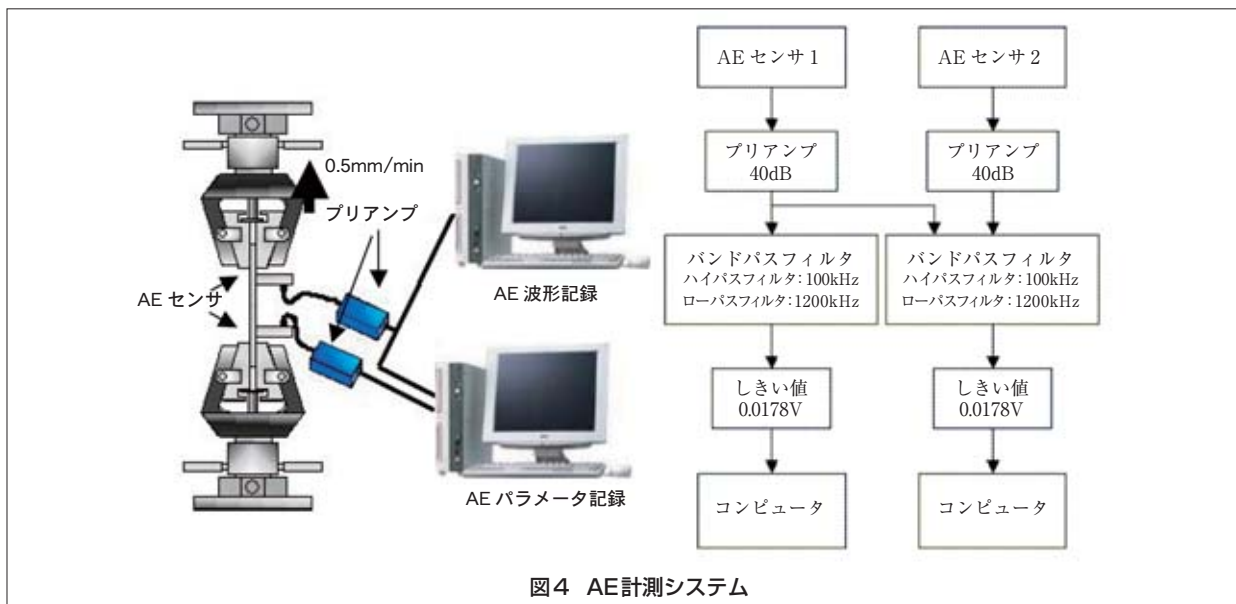 0.5mm/min
プリアンプ
AE センサ
AE 波形記録
AE パラメータ記録
AE センサ 1
プリアンプ
40dB
バンドパスフィルタ
ハイパスフィルタ：100kHz
ローパスフィルタ：1200kHz
しきい値
0.0178V
コンピュータ
AE センサ 2
プリアンプ
40dB
バンドパスフィルタ
ハイパスフィルタ：100kHz
ローパスフィルタ：1200kHz
しきい値
0.0178V
コンピュータ
図4 AE計測システム